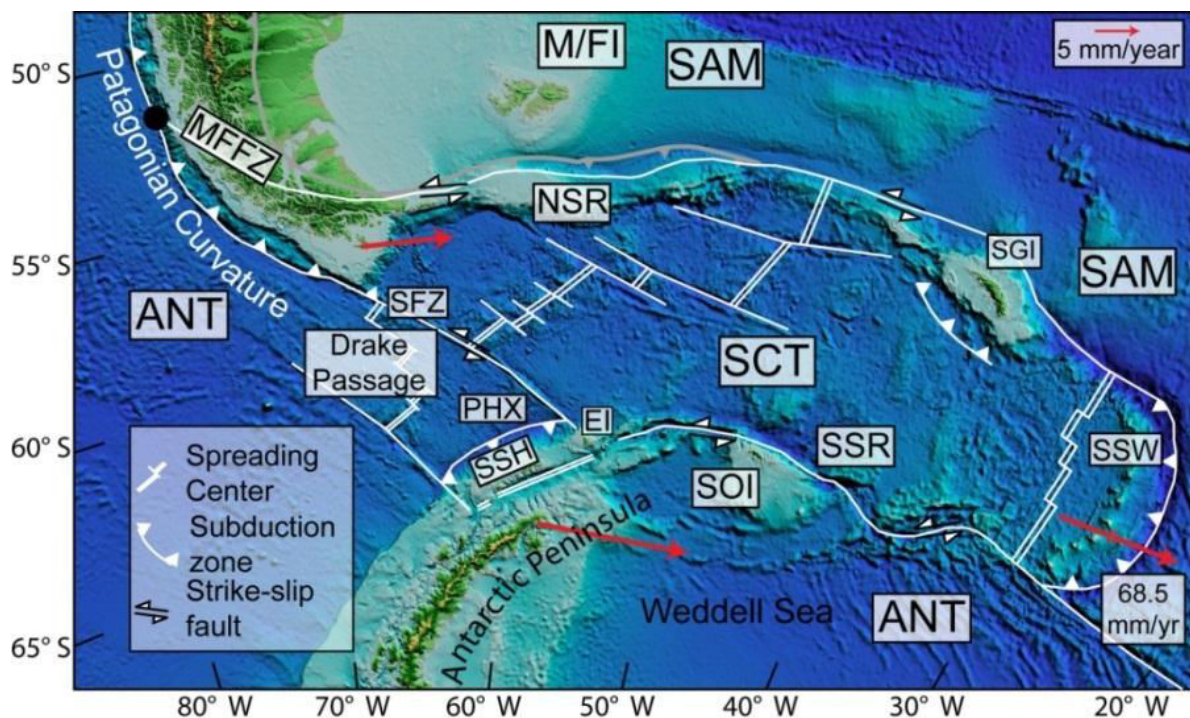 50° S
55° S
60° S
65° S
M/FI
SAM
5 mm/year
Patagonian Curvature
MFFZ
NSR
SGI
SAM
ANT
SFZ
Drake
Passage
SCT
PHX
EI
SSH
SSR
SSW
SOI
Antarctic Peninsula
Weddell Sea
ANT
68.5
mm/yr
Spreading
Center
Subduction
zone
Strike-slip
fault
80° W
70° W
60° W
50° W
40° W
30° W
20° W